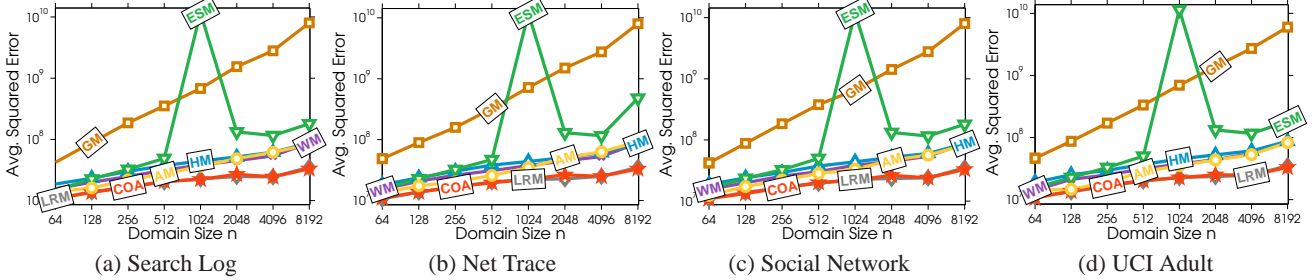 Avg. Squared Error
10^10
10^9
10^8
10^7
GM
ESM
WM
HM
AM
COA
LRM
64 128 256 512 1024 2048 4096 8192
Domain Size n
(a) Search Log
Avg. Squared Error
10^10
10^9
10^8
ESM
GM
HM
AM
WM
COA
LRM
64 128 256 512 1024 2048 4096 8192
Domain Size n
(b) Net Trace
Avg. Squared Error
10^10
10^9
10^8
ESM
GM
HM
AM
WM
COA
LRM
64 128 256 512 1024 2048 4096 8192
Domain Size n
(c) Social Network
Avg. Squared Error
10^10
10^9
10^8
GM
ESM
HM
AM
WM
COA
LRM
64 128 256 512 1024 2048 4096 8192
Domain Size n
(d) UCI Adult